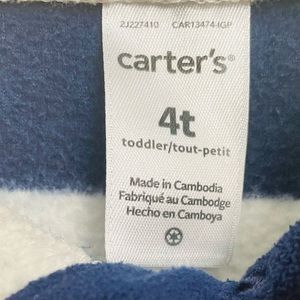 2J227410 CAR13474-IGP
carter's®
4t
toddler/tout-petit
Made in Cambodia
Fabriqué au Cambodge
Hecho en Camboya